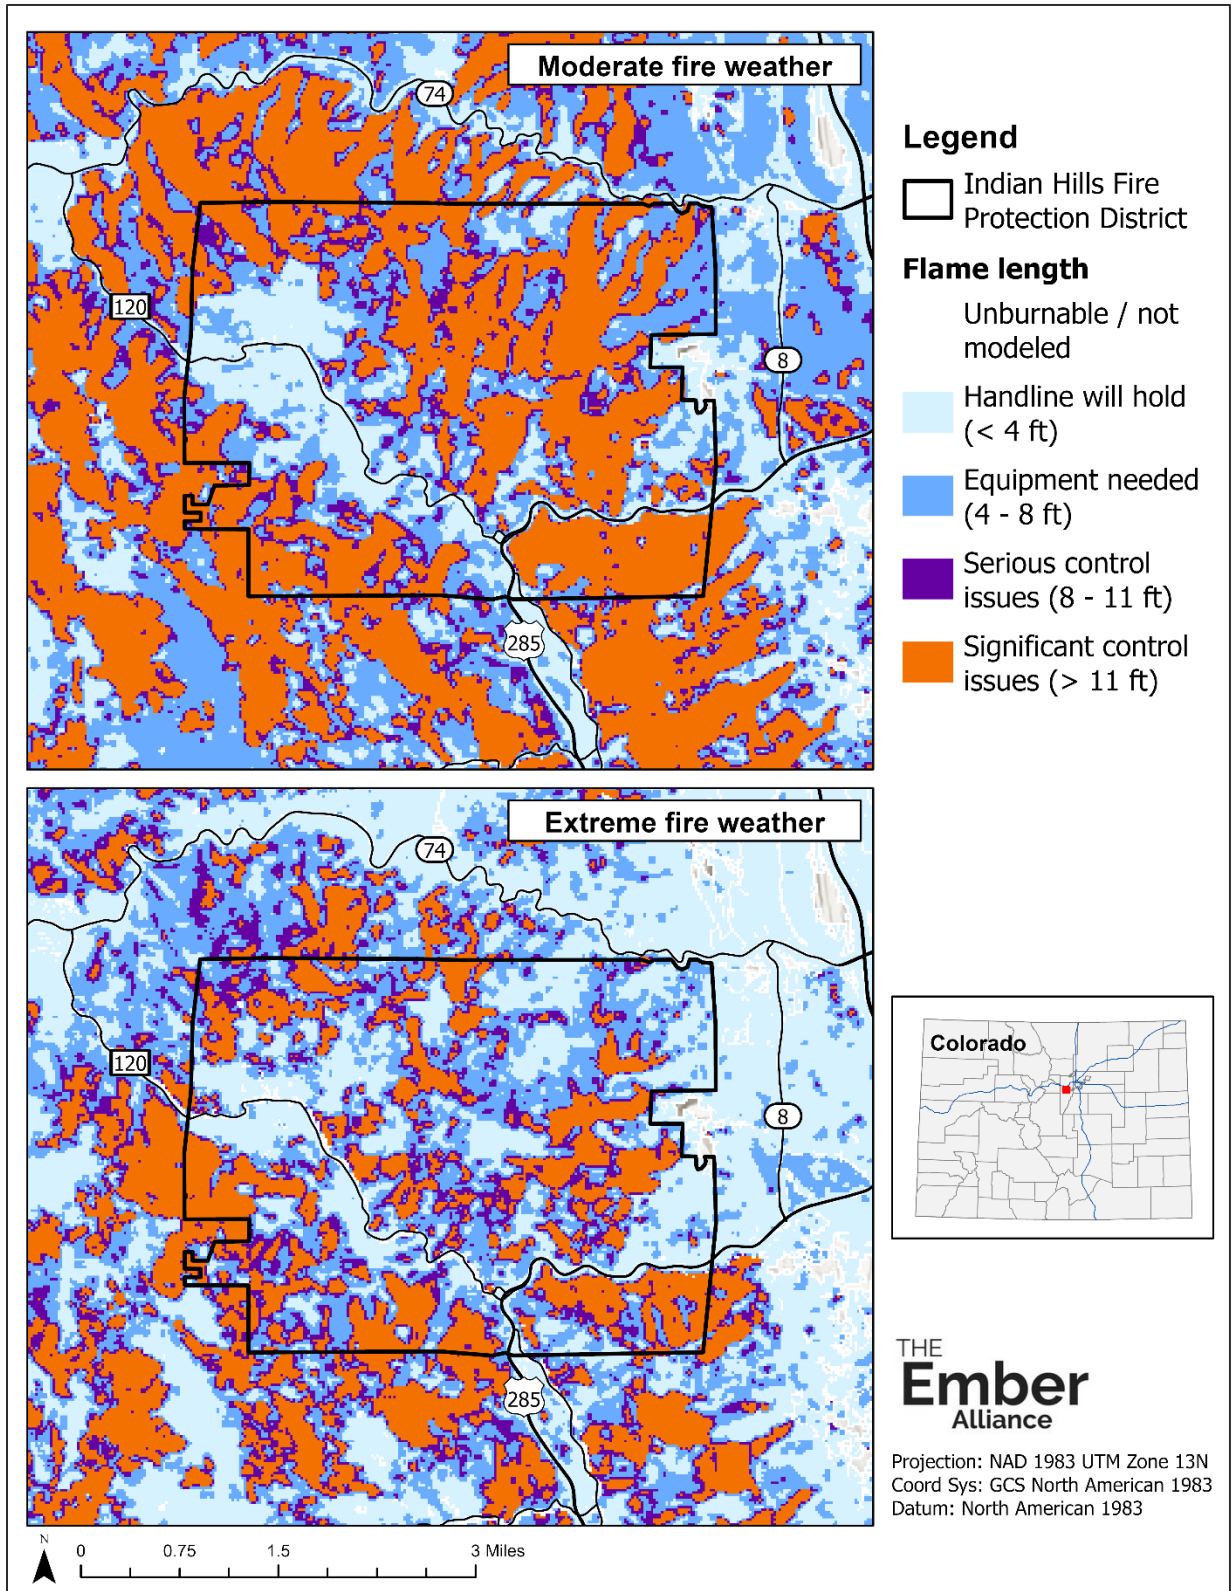 Moderate fire weather
74
120
8
285
Legend
Indian Hills Fire
Protection District
Flame length
Unburnable / not
modeled
Handline will hold
(< 4 ft)
Equipment needed
(4 - 8 ft)
Serious control
issues (8 - 11 ft)
Significant control
issues (> 11 ft)
Extreme fire weather
74
120
8
285
Colorado
THE
Ember
Alliance
Projection: NAD 1983 UTM Zone 13N
Coord Sys: GCS North American 1983
Datum: North American 1983
N
0 0.75 1.5 3 Miles